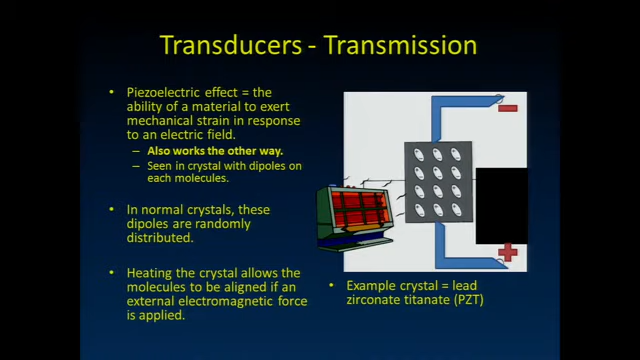 Transducers - Transmission
• Piezoelectric effect = the
ability of a material to exert
mechanical strain in response
to an electric field.
– Also works the other way.
– Seen in crystal with dipoles on
each molecules.
• In normal crystals, these
dipoles are randomly
distributed.
• Heating the crystal allows the
molecules to be aligned if an
external electromagnetic force
is applied.
• Example crystal = lead
zirconate titanate (PZT)